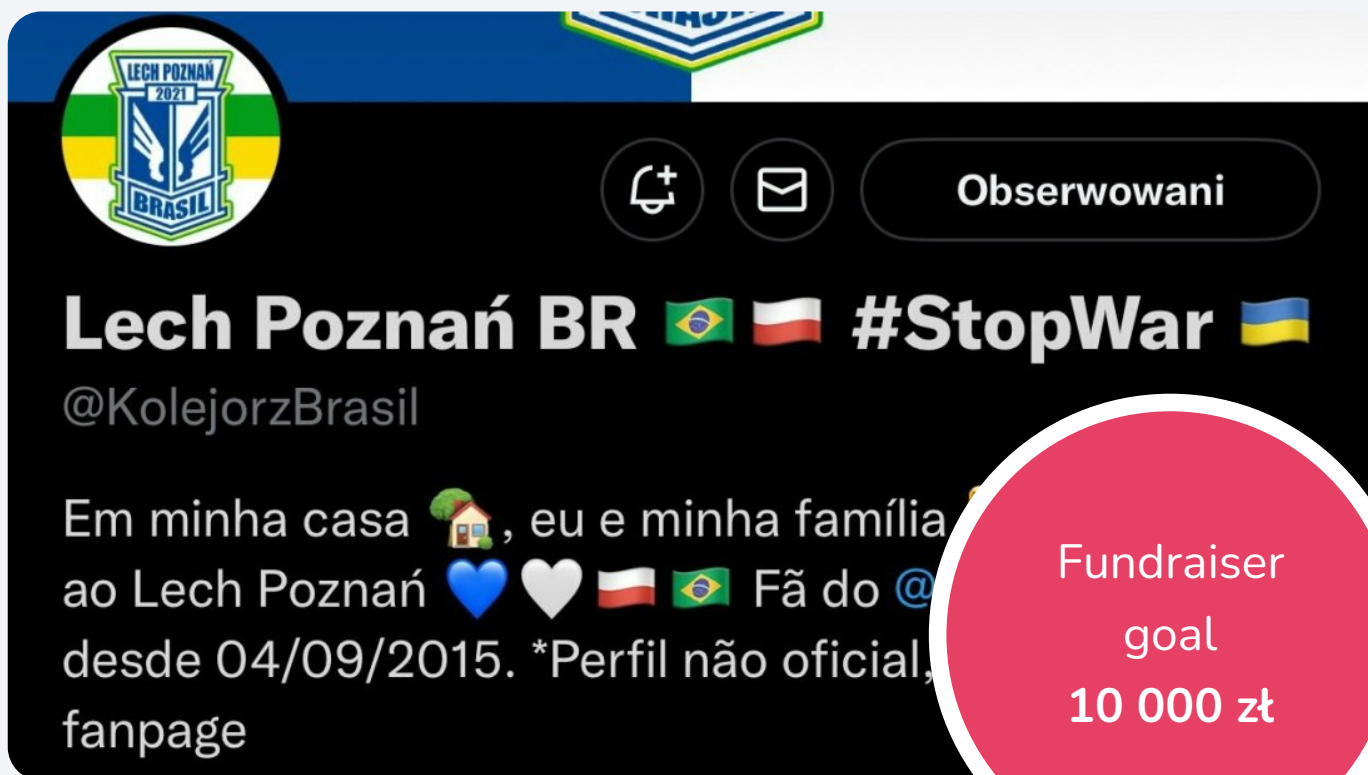 LECH POZNAŃ
2021
BRASIL
Obserwowani
Lech Poznań BR 🇧🇷 🇵🇱 #StopWar 🇺🇦
@KolejorzBrasil
Em minha casa 🏡, eu e minha família
ao Lech Poznań 💙 🤍 🇵🇱 🇧🇷 Fã do @
desde 04/09/2015. *Perfil não oficial,
fanpage
Fundraiser
goal
10 000 zł